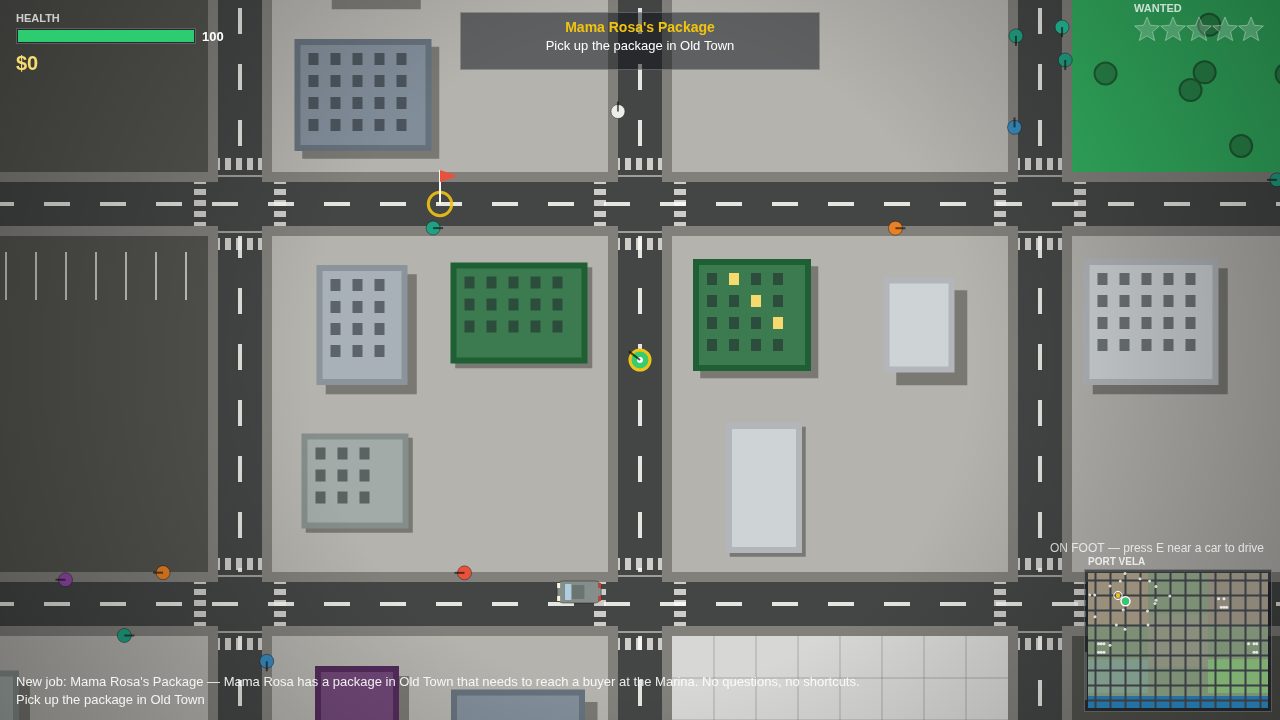 HEALTH
100
$0
Mama Rosa's Package
Pick up the package in Old Town
WANTED
ON FOOT — press E near a car to drive
PORT VELA
New job: Mama Rosa's Package — Mama Rosa has a package in Old Town that needs to reach a buyer at the Marina. No questions, no shortcuts.
Pick up the package in Old Town